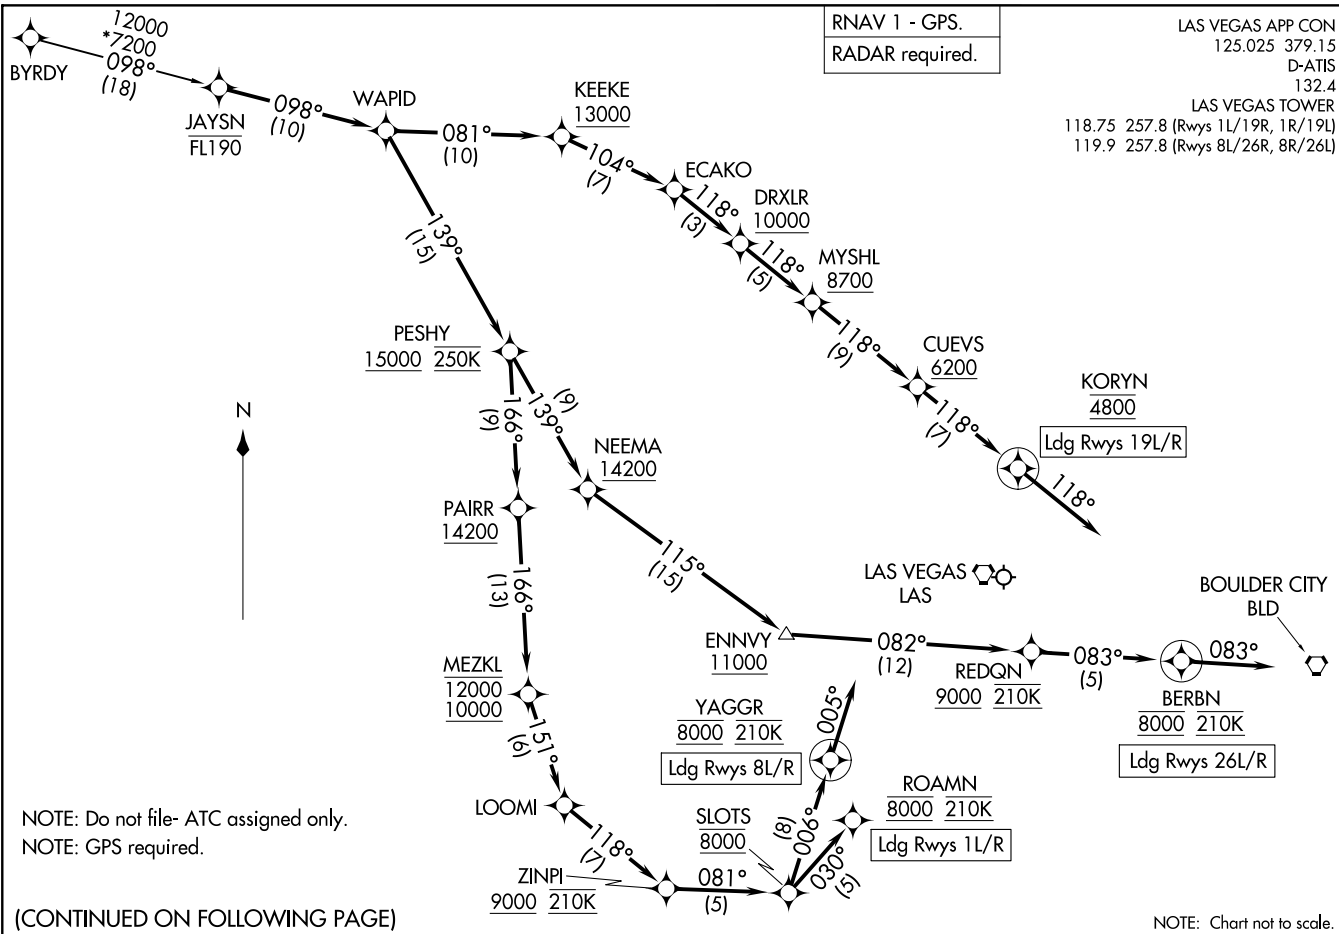 RNAV 1 - GPS.
RADAR required.
LAS VEGAS APP CON
125.025 379.15
D-ATIS
132.4
LAS VEGAS TOWER
118.75 257.8 (Rwys 1L/19R, 1R/19L)
119.9 257.8 (Rwys 8L/26R, 8R/26L)
BYRDY
12000
*7200
098°
(18)
JAYSN
FL190
098°
(10)
WAPID
081°
(10)
KEEKE
13000
104°
(7)
ECAKO
118°
(3)
DRXLR
10000
118°
(5)
MYSHL
8700
118°
(9)
CUEVS
6200
118°
(7)
KORYN
4800
Ldg Rwys 19L/R
118°
139°
(15)
PESHY
15000 250K
166°
(9)
139°
(9)
NEEMA
14200
PAIRR
14200
115°
(15)
166°
(13)
LAS VEGAS
LAS
BOULDER CITY
BLD
ENNVY
11000
082°
(12)
REDQN
9000 210K
083°
(5)
BERBN
8000 210K
Ldg Rwys 26L/R
083°
MEZKL
12000
10000
151°
(6)
LOOMI
118°
(7)
ZINPI
9000 210K
081°
(5)
SLOTS
8000
006°
(8)
YAGGR
8000 210K
Ldg Rwys 8L/R
005°
030°
(5)
ROAMN
8000 210K
Ldg Rwys 1L/R
N
NOTE: Do not file- ATC assigned only.
NOTE: GPS required.
(CONTINUED ON FOLLOWING PAGE)
NOTE: Chart not to scale.